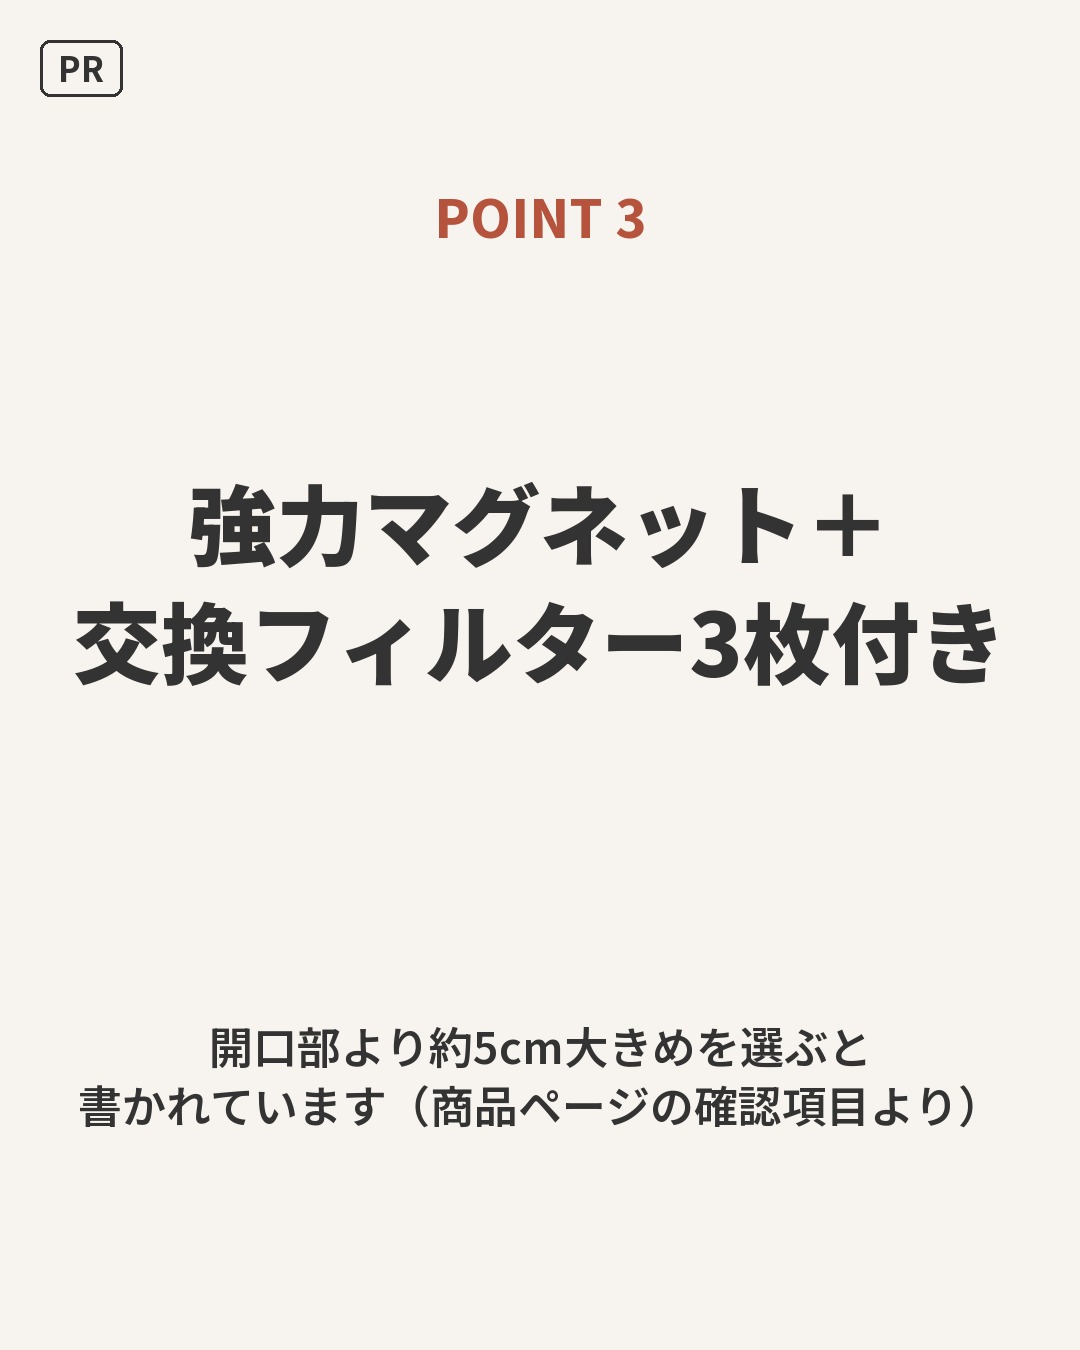 PR
POINT 3
強力マグネット＋
交換フィルター3枚付き
開口部より約5cm大きめを選ぶと
書かれています（商品ページの確認項目より）